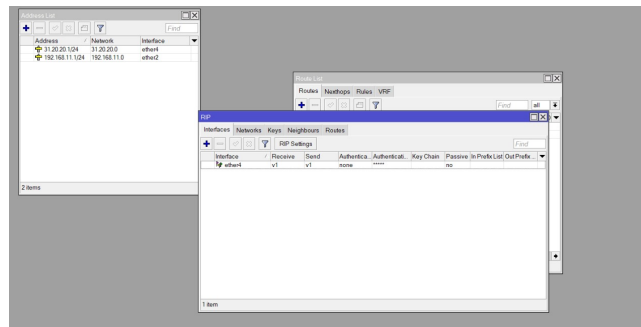 Address List
Find
Address Network Interface
31.20.20.1/24 31.20.20.0 ether4
192.168.11.1/24 192.168.11.0 ether2
2 items
Route List
Routes Nexthops Rules VRF
Find all
RIP
Interfaces Networks Keys Neighbours Routes
RIP Settings Find
Interface Receive Send Authentica... Authenticati... Key Chain Passive In Prefix List Out Prefix ...
ether4 v1 v1 none ***** no
1 item